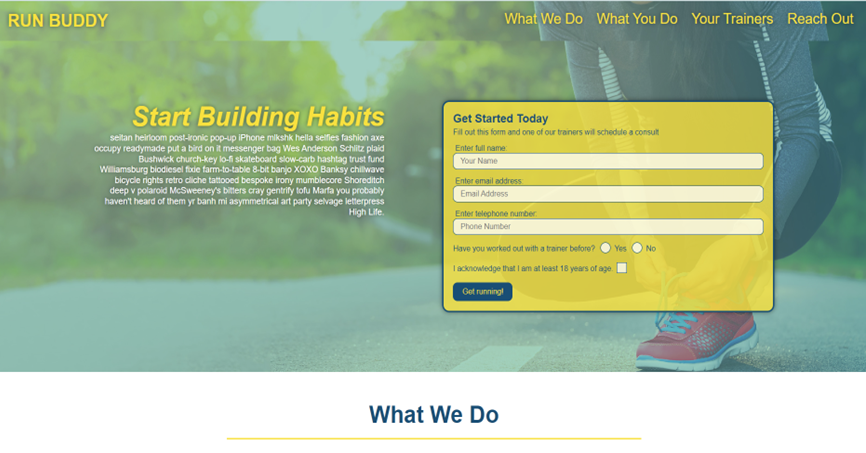 RUN BUDDY
What We Do What You Do Your Trainers Reach Out
Start Building Habits
seitan heirloom post-ironic pop-up iPhone mlkshk hella selfies fashion axe
occupy readymade put a bird on it messenger bag Wes Anderson Schlitz plaid
Bushwick church-key lo-fi skateboard slow-carb hashtag trust fund
Williamsburg biodiesel fixie farm-to-table 8-bit banjo XOXO Banksy chillwave
bicycle rights retro cliche tattooed bespoke irony mumblecore Shoreditch
deep v polaroid McSweeney's bitters cray gentrify tofu Marfa you probably
haven't heard of them yr banh mi asymmetrical art party selvage letterpress
High Life.
Get Started Today
Fill out this form and one of our trainers will schedule a consult
Enter full name:
Your Name
Enter email address:
Email Address
Enter telephone number:
Phone Number
Have you worked out with a trainer before? Yes No
I acknowledge that I am at least 18 years of age.
Get running!
What We Do